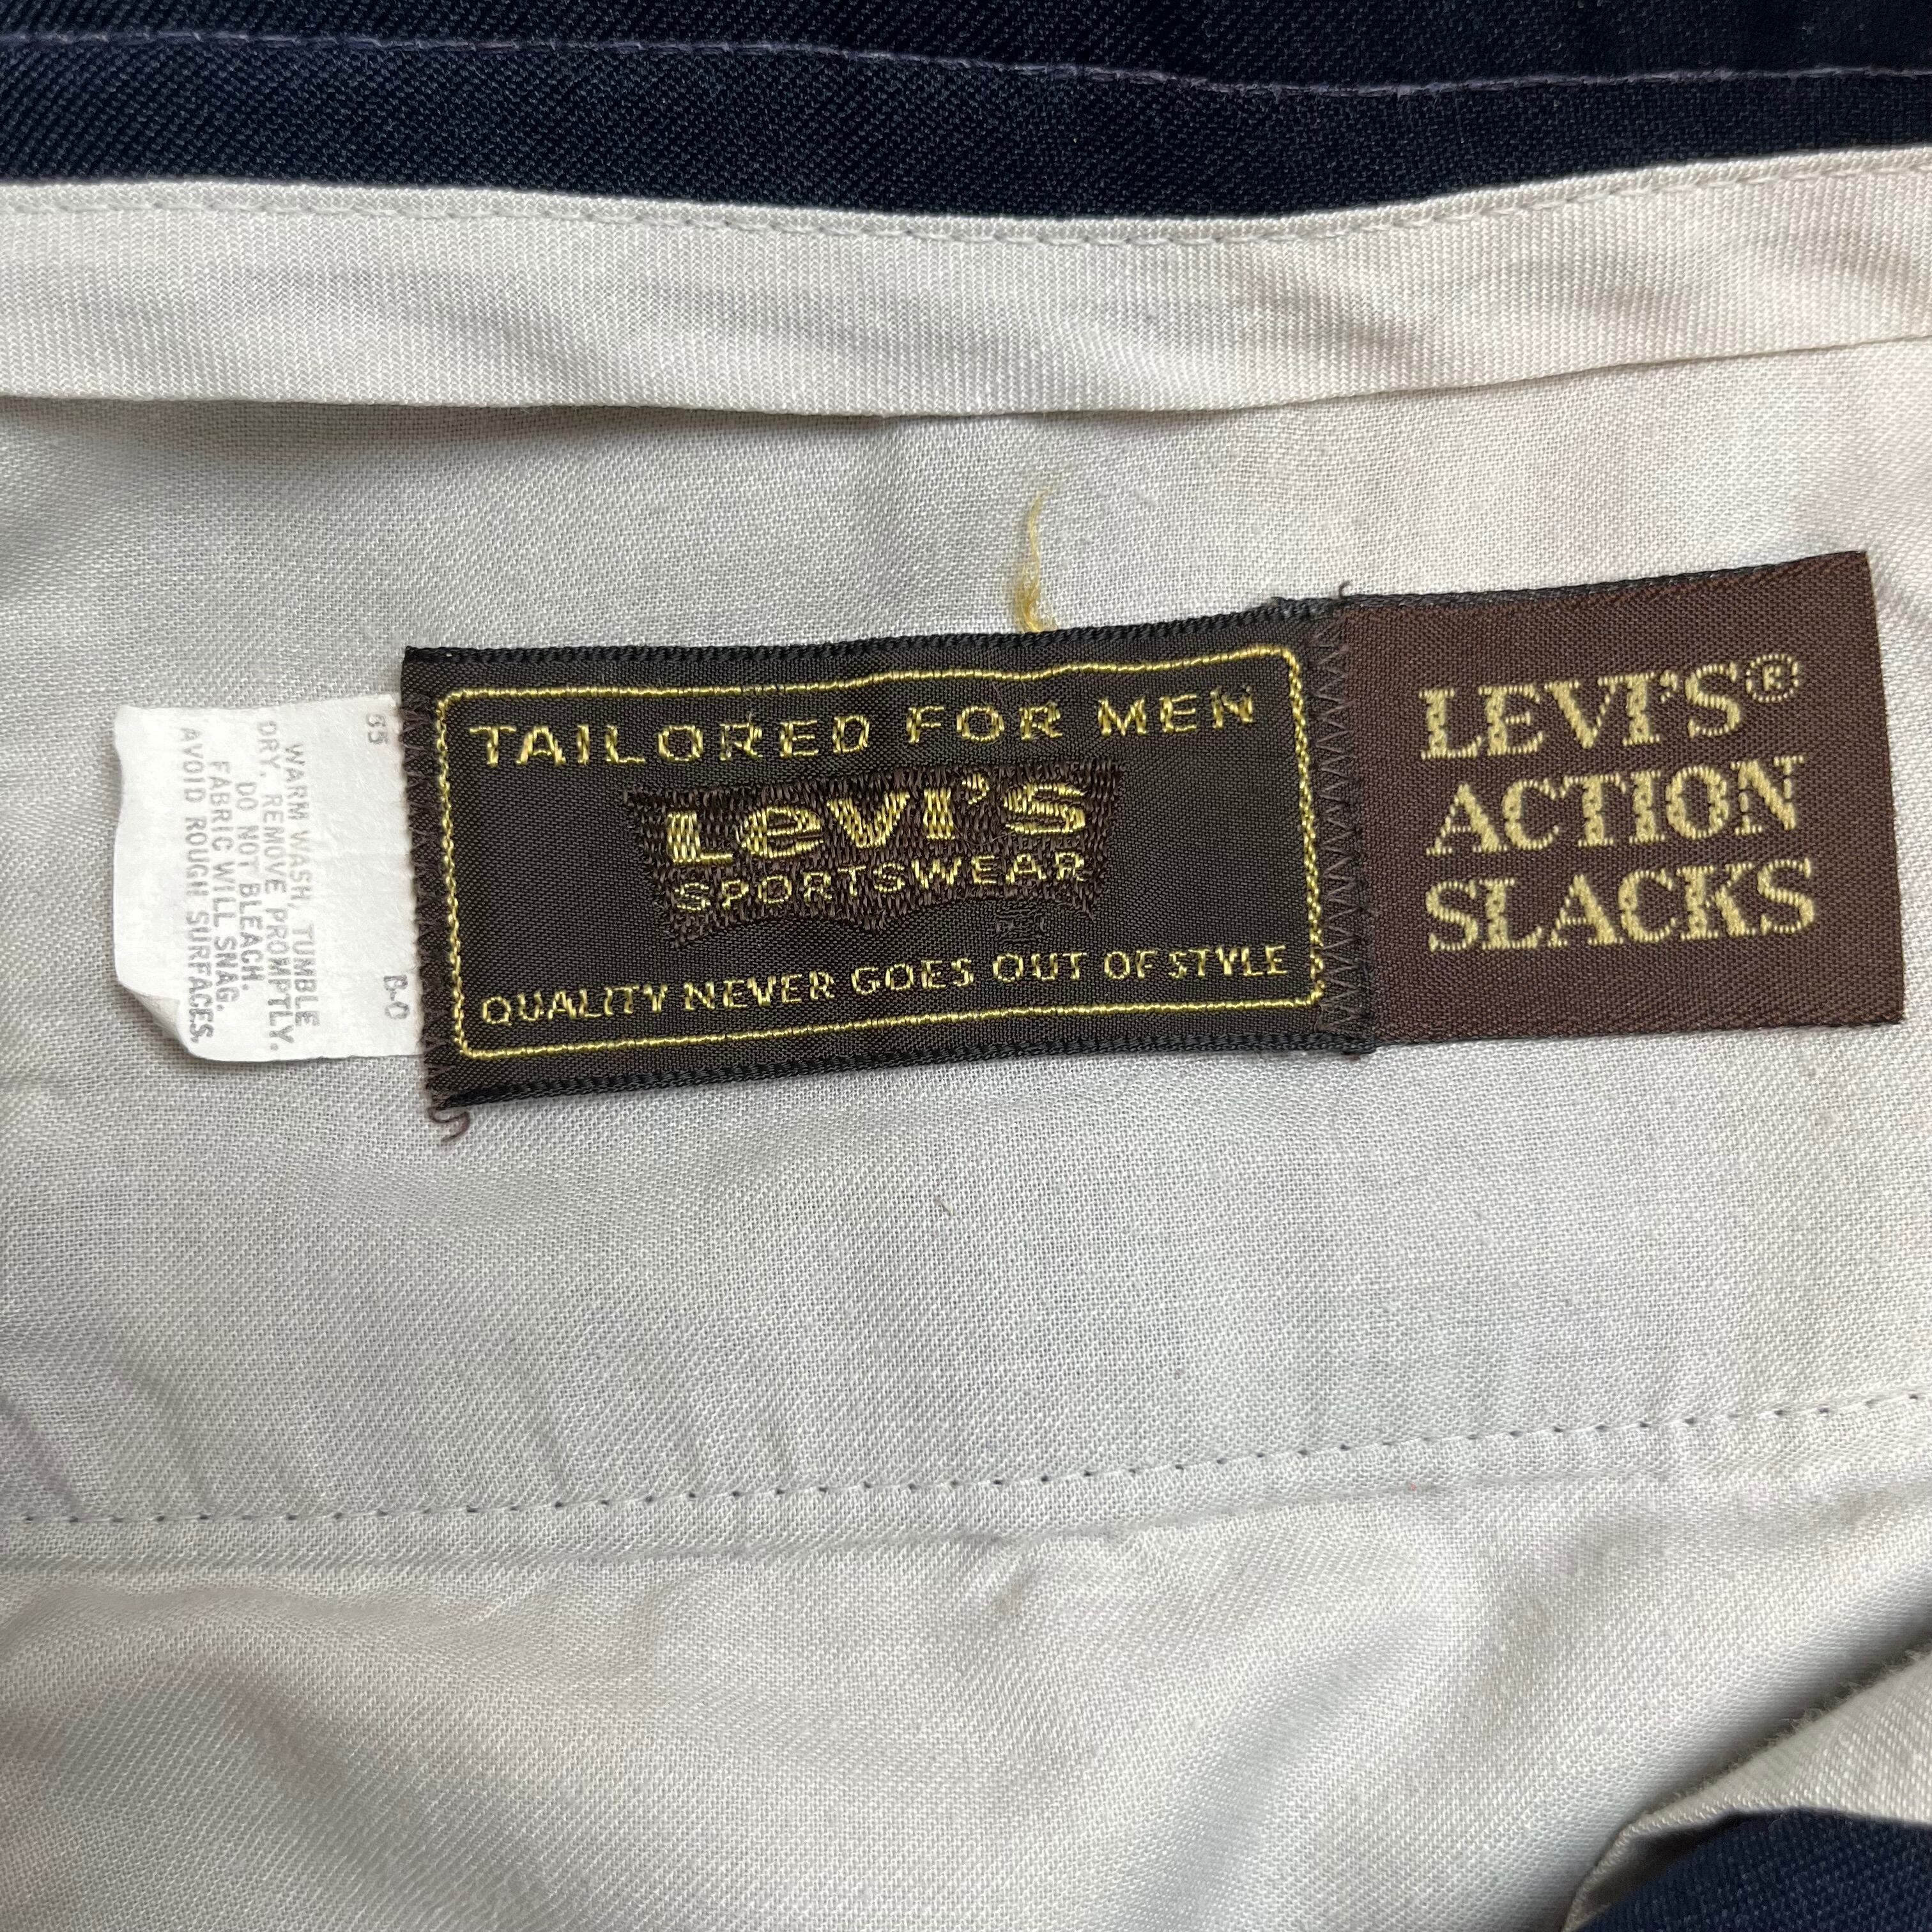 65
B-0
WARM WASH, TUMBLE
DRY, REMOVE PROMPTLY.
DO NOT BLEACH.
FABRIC WILL SNAG.
AVOID ROUGH SURFACES.
TAILORED FOR MEN
LeVI'S
SPORTSWEAR
QUALITY NEVER GOES OUT OF STYLE
LEVI'S®
ACTION
SLACKS